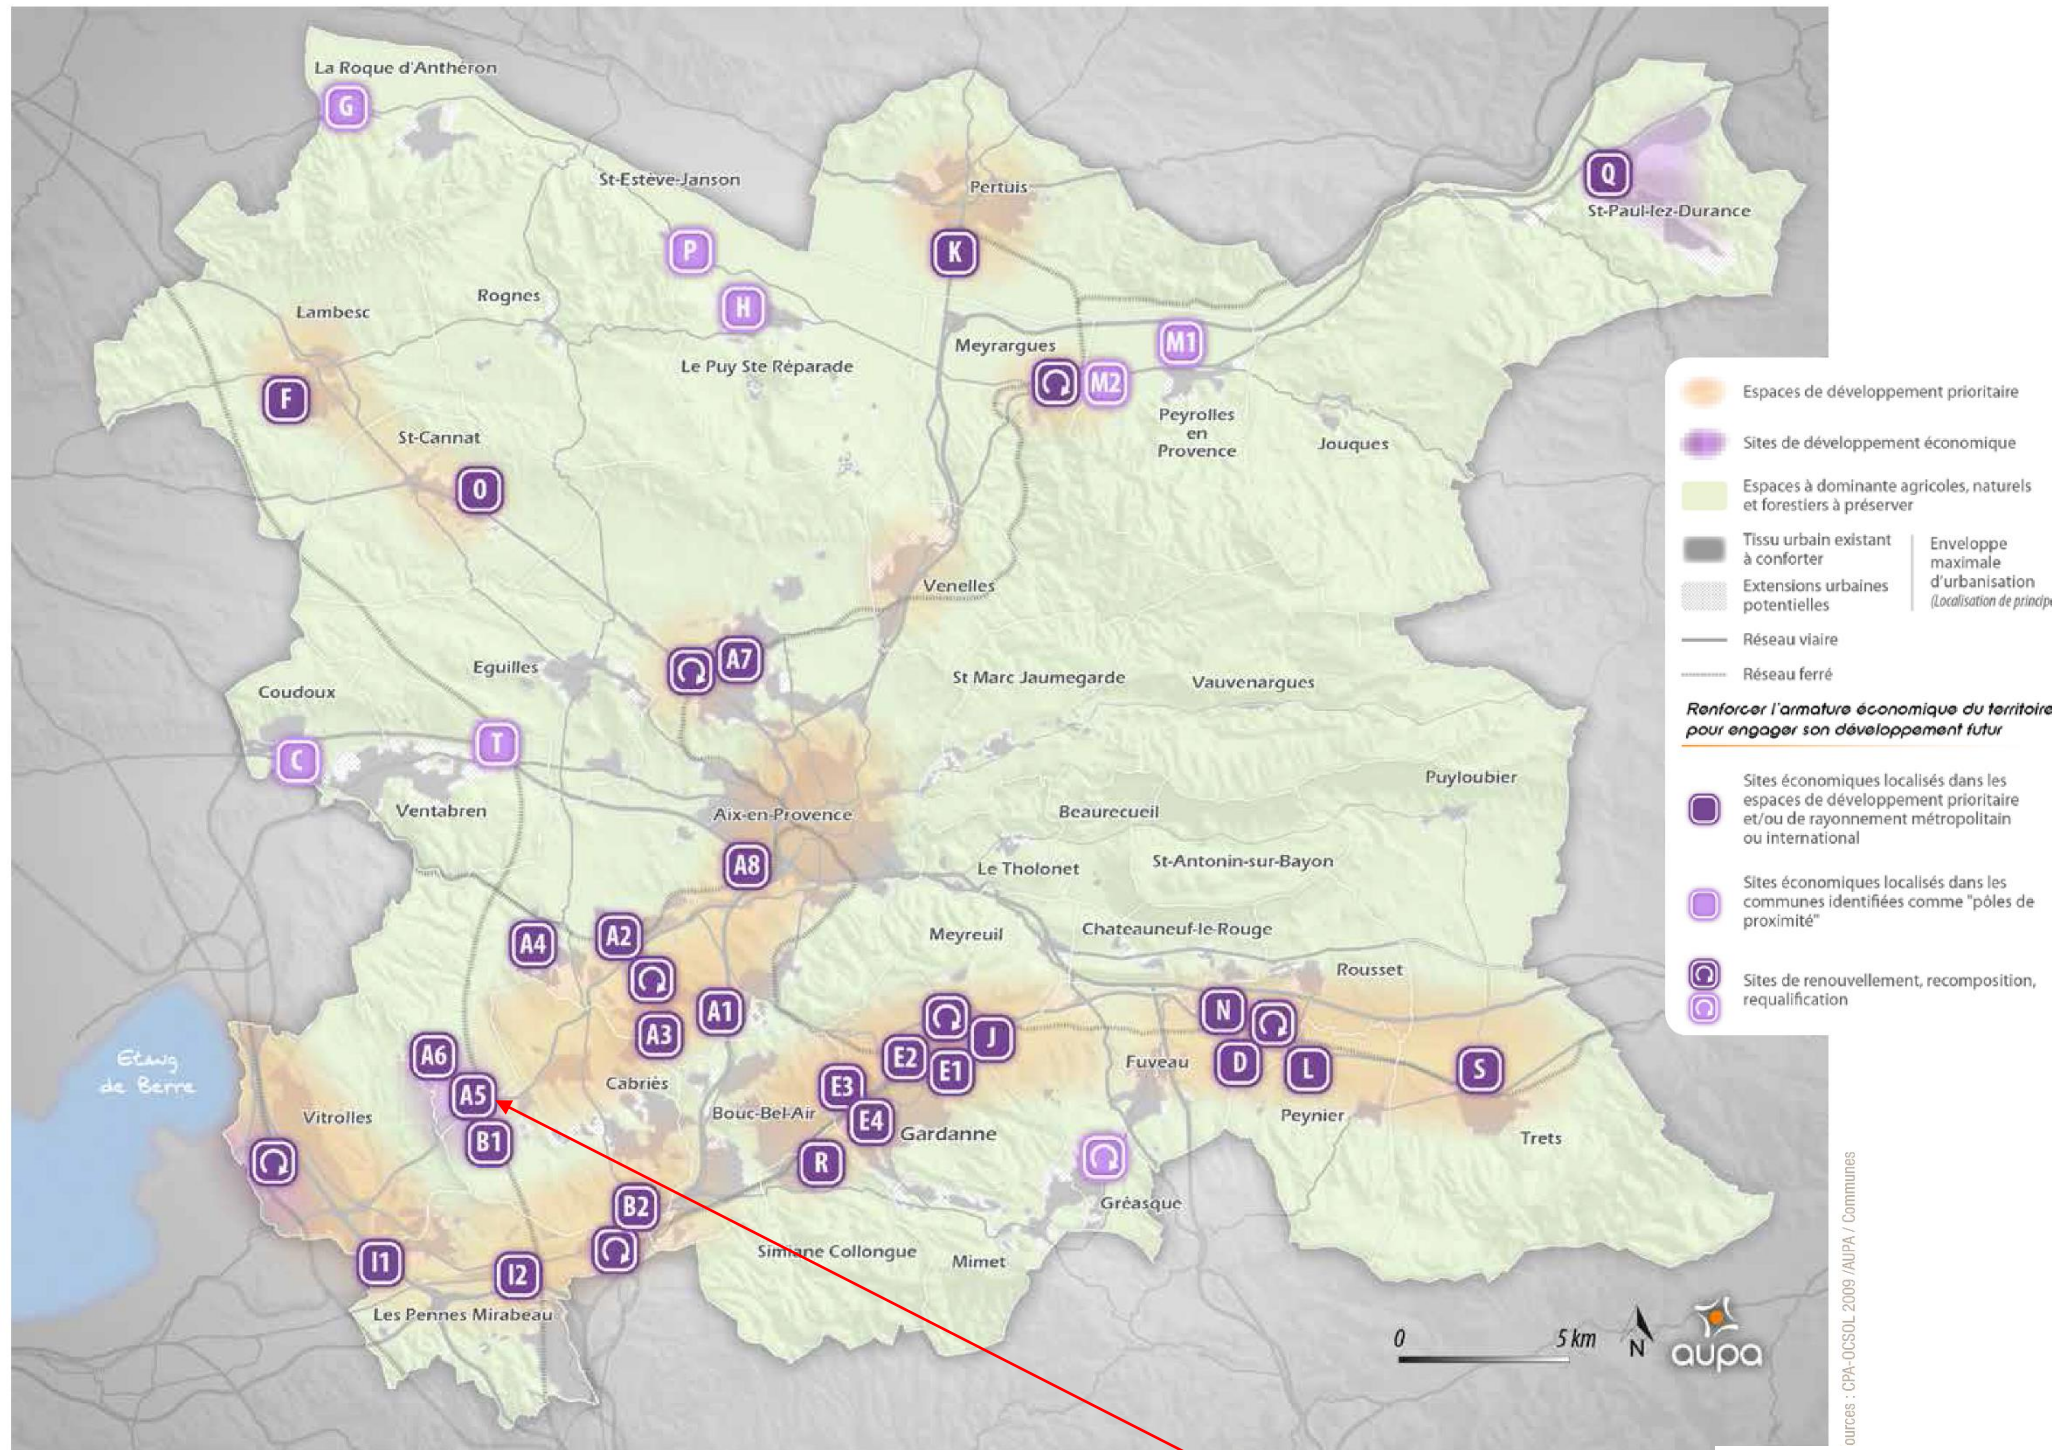 La Roque d'Anthéron
G
St-Estève-Janson
Pertuis
Q
St-Paul-lez-Durance
P
K
H
Rognes
Lambesc
Meyrargues
M1
Le Puy Ste Réparade
M2
F
Peyrolles
en
Provence
Jouques
St-Cannat
O
Venelles
A7
Eguilles
St Marc Jaumegarde
Vauvenargues
Coudoux
T
C
Puyloubier
Ventabren
Aix-en-Provence
Beaurecueil
A8
Le Tholonet
St-Antonin-sur-Bayon
A4
A2
Meyreuil
Chateauneuf-le-Rouge
Rousset
A1
A3
N
J
A6
E2
E1
Fuveau
D
L
S
Etang
de Berre
A5
Cabriès
E3
Vitrolles
Bouc-Bel-Air
E4
Gardanne
Peynier
Trets
B1
R
B2
Gréasque
I1
I2
Simiane Collongue
Mimet
Les Pennes Mirabeau
0
5 km
N
aupa
Espaces de développement prioritaire
Sites de développement économique
Espaces à dominante agricoles, naturels
et forestiers à préserver
Tissu urbain existant
à conforter
Extensions urbaines
potentielles
Enveloppe
maximale
d'urbanisation
(Localisation de principe
Réseau viaire
Réseau ferré
Renforcer l'armature économique du territoire
pour engager son développement futur
Sites économiques localisés dans les
espaces de développement prioritaire
et/ou de rayonnement métropolitain
ou international
Sites économiques localisés dans les
communes identifiées comme "pôles de
proximité"
Sites de renouvellement, recomposition,
requalification
ources : CPA-OCSOL 2009 /AUPA / Communes